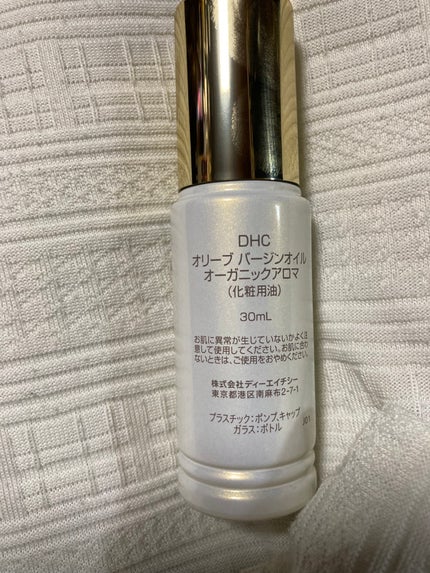 DHC
オリーブ バージンオイル
オーガニックアロマ
(化粧用油)
30mL
お肌に異常が生じていないかよく注
意して使用してください。お肌に合わ
ないときは、ご使用をおやめください。
株式会社ディーエイチシー
東京都港区南麻布2-7-1
プラスチック:ポンプ、キャップ
ガラス:ボトル